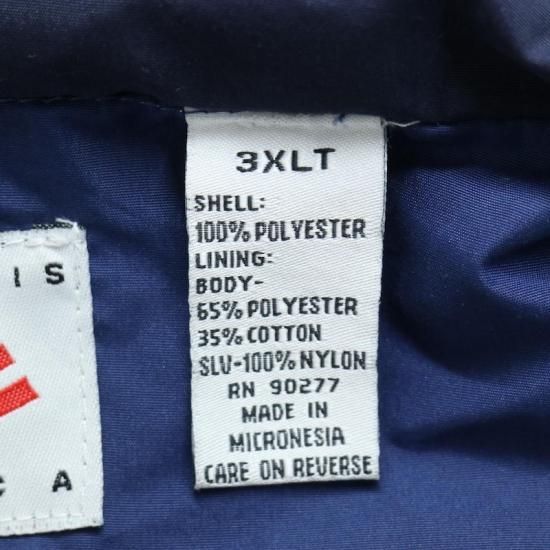 3XLT
SHELL:
100% POLYESTER
LINING:
BODY-
65% POLYESTER
35% COTTON
SLV-100% NYLON
RN 90277
MADE IN
MICRONESIA
CARE ON REVERSE
I S
C A